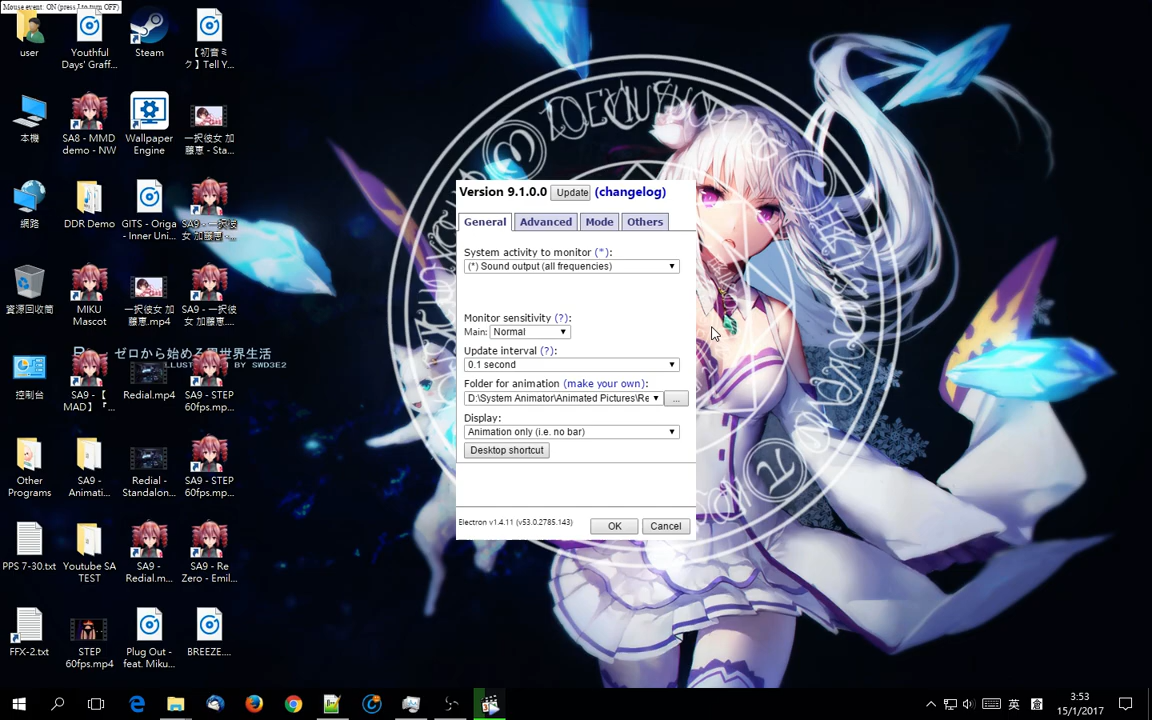 Mouse event: ON (press I to turn OFF)
user
Youthful
Days' Graff...
Steam
【初音ミ
ク】Tell Y...
本機
SA8 - MMD
demo - NW
Wallpaper
Engine
一択彼女 加
藤恵 - Sta...
網路
DDR Demo
GITS - Origa
- Inner Uni...
SA9 - 一択彼
女 加藤恵 -...
資源回收筒
MIKU
Mascot
一択彼女 加
藤恵.mp4
SA9 - 一択彼
女 加藤恵....
ゼロから始める異世界生活
ILLUST BY SWD3E2
控制台
SA9 - 【
MAD】『...
Redial.mp4
SA9 - STEP
60fps.mp...
Other
Programs
SA9 -
Animati...
Redial -
Standalon...
SA9 - STEP
60fps.mp...
PPS 7-30.txt
Youtube SA
TEST
SA9 -
Redial.m...
SA9 - Re
Zero - Emil...
FFX-2.txt
STEP
60fps.mp4
Plug Out -
feat. Miku...
BREEZE....
Version 9.1.0.0 Update (changelog)
General Advanced Mode Others
System activity to monitor (*):
(*) Sound output (all frequencies)
Monitor sensitivity (?):
Main: Normal
Update interval (?):
0.1 second
Folder for animation (make your own):
D:\System Animator\Animated Pictures\Re ...
Display:
Animation only (i.e. no bar)
Desktop shortcut
Electron v1.4.11 (v53.0.2785.143) OK Cancel
英
3:53
15/1/2017